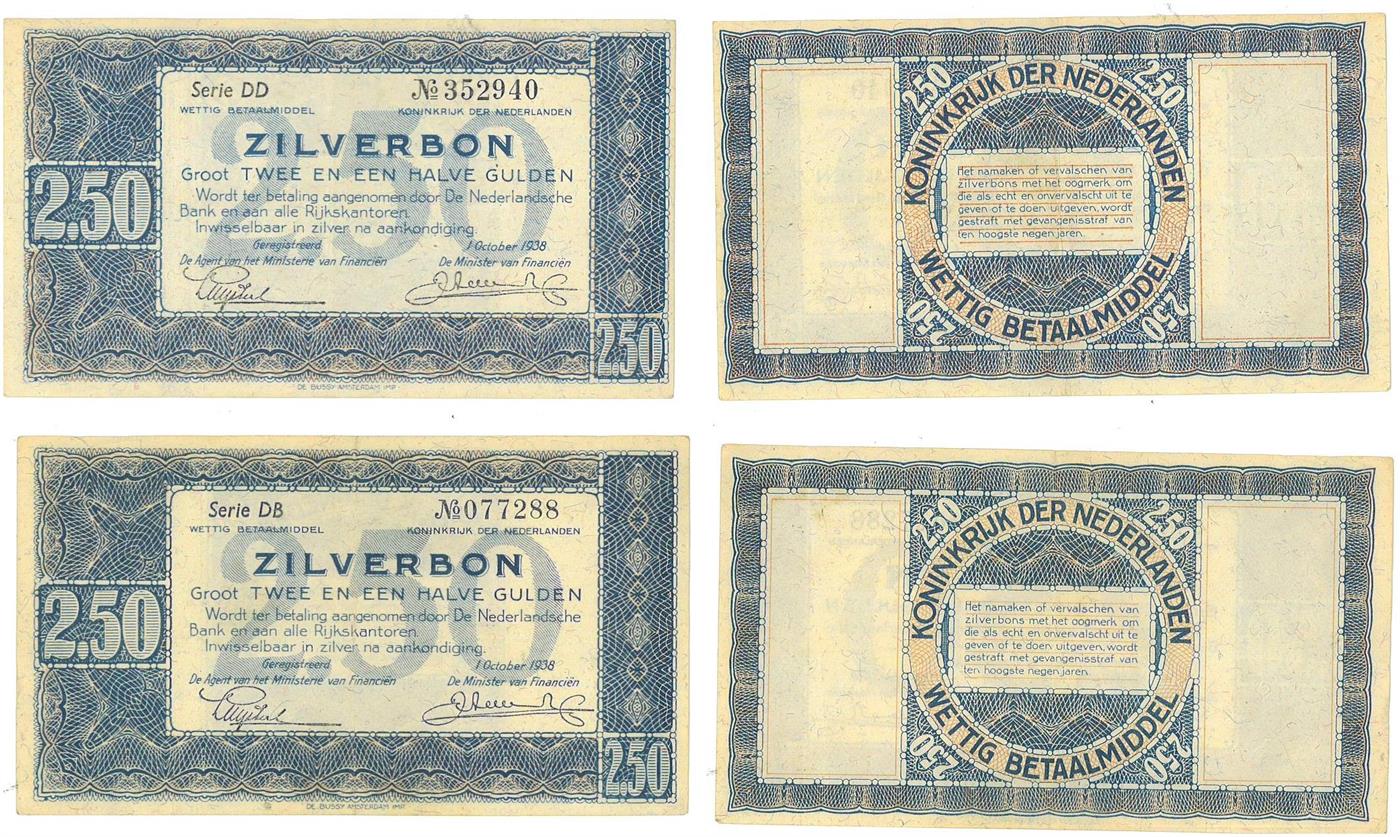 Serie DD № 352940
WETTIG BETAALMIDDEL KONINKRIJK DER NEDERLANDEN
250
ZILVERBON
Groot TWEE EN EEN HALVE GULDEN
Wordt ter betaling aangenomen door De Nederlandsche
Bank en aan alle Rijkskantoren.
Inwisselbaar in zilver na aankondiging.
Geregistreerd 1 October 1938
De Agent van het Ministerie van Financiën De Minister van Financiën
2.50
2.50
DE BUSSY AMSTERDAM IMP.
250 250
KONINKRIJK DER NEDERLANDEN
Het namaken of vervalschen van
zilverbons met het oogmerk om
die als echt en onvervalscht uit te
geven of te doen uitgeven, wordt
gestraft met gevangenisstraf van
ten hoogste negen jaren.
WETTIG BETAALMIDDEL
250 250
Serie DB № 077288
WETTIG BETAALMIDDEL KONINKRIJK DER NEDERLANDEN
250
ZILVERBON
Groot TWEE EN EEN HALVE GULDEN
Wordt ter betaling aangenomen door De Nederlandsche
Bank en aan alle Rijkskantoren.
Inwisselbaar in zilver na aankondiging.
Geregistreerd 1 October 1938
De Agent van het Ministerie van Financiën De Minister van Financiën
2.50
2.50
DE BUSSY AMSTERDAM IMP.
250 250
KONINKRIJK DER NEDERLANDEN
Het namaken of vervalschen van
zilverbons met het oogmerk om
die als echt en onvervalscht uit te
geven of te doen uitgeven, wordt
gestraft met gevangenisstraf van
ten hoogste negen jaren.
WETTIG BETAALMIDDEL
250 250